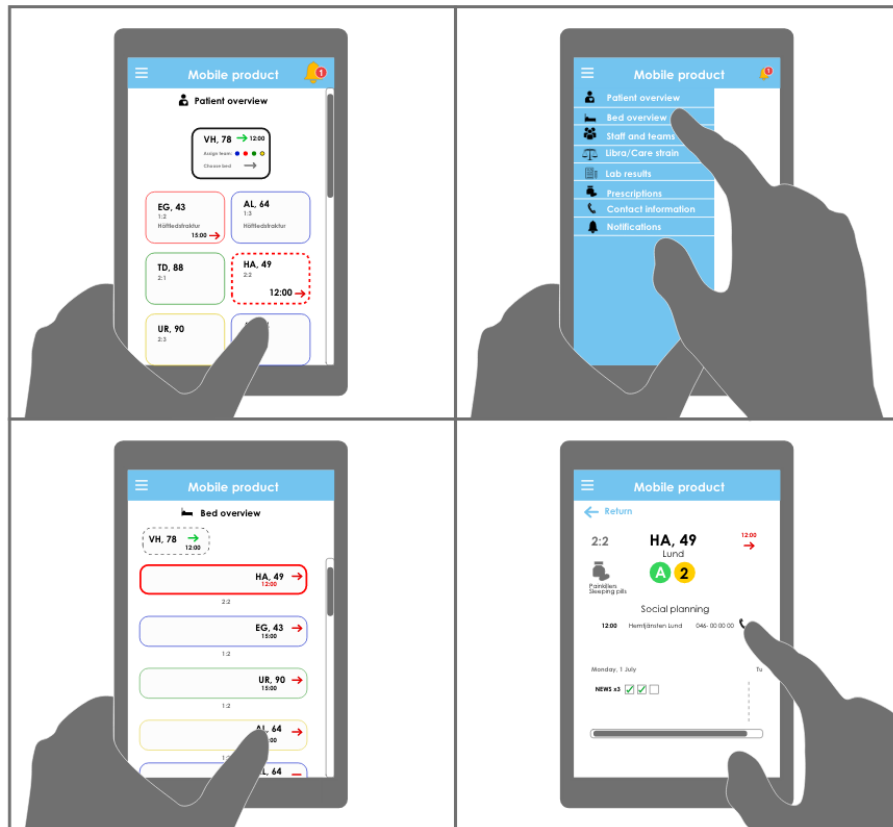 Mobile product
1
Patient overview
VH, 78 12:00
Assign team:
Choose bed
EG, 43
1:2
Höftledsfraktur
15:00
AL, 64
1:3
Höftledsfraktur
TD, 88
2:1
HA, 49
2:2
12:00
UR, 90
2:3
Mobile product
1
Patient overview
Bed overview
Staff and teams
Libra/Care strain
Lab results
Prescriptions
Contact information
Notifications
Mobile product
Bed overview
VH, 78
12:00
HA, 49
12:00
2:2
EG, 43
15:00
1:2
UR, 90
15:00
1:2
AL, 64
64
Mobile product
Return
2:2
HA, 49
12:00
Lund
A 2
Painkillers
Sleeping pills
Social planning
12:00 Hemtjänsten Lund 046- 00 00 00
Monday, 1 July
Tu
NEWS x3